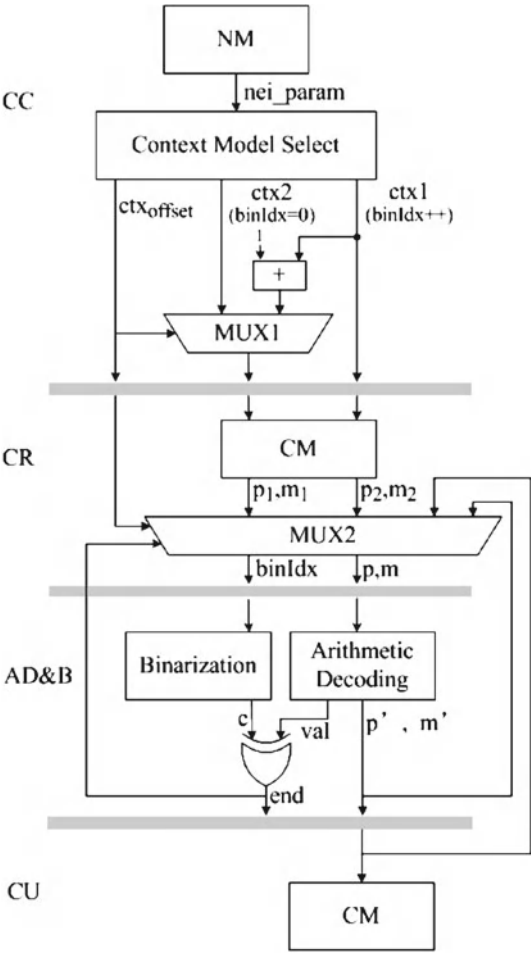 NM
CC
nei_param
Context Model Select
ctxoffset
ctx2
(binIdx=0)
ctx1
(binIdx++)
1
+
MUX1
CR
CM
p1,m1
p2,m2
MUX2
binIdx
p,m
AD&B
Binarization
Arithmetic
Decoding
c
val
p' , m'
end
CU
CM